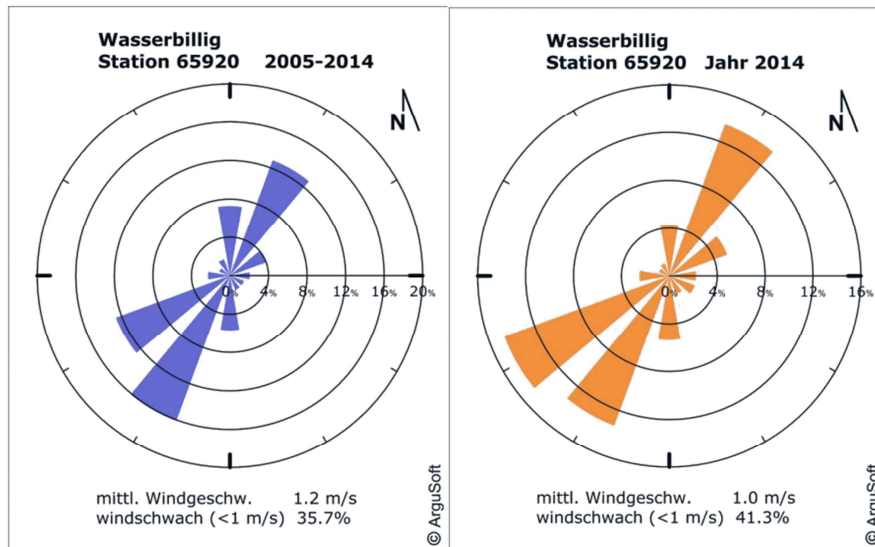 Wasserbillig
Station 65920 2005-2014
N
0% 4% 8% 12% 16% 20%
mittl. Windgeschw. 1.2 m/s
windschwach (<1 m/s) 35.7%
© ArguSoft
Wasserbillig
Station 65920 Jahr 2014
N
0% 4% 8% 12% 16%
mittl. Windgeschw. 1.0 m/s
windschwach (<1 m/s) 41.3%
© ArguSoft